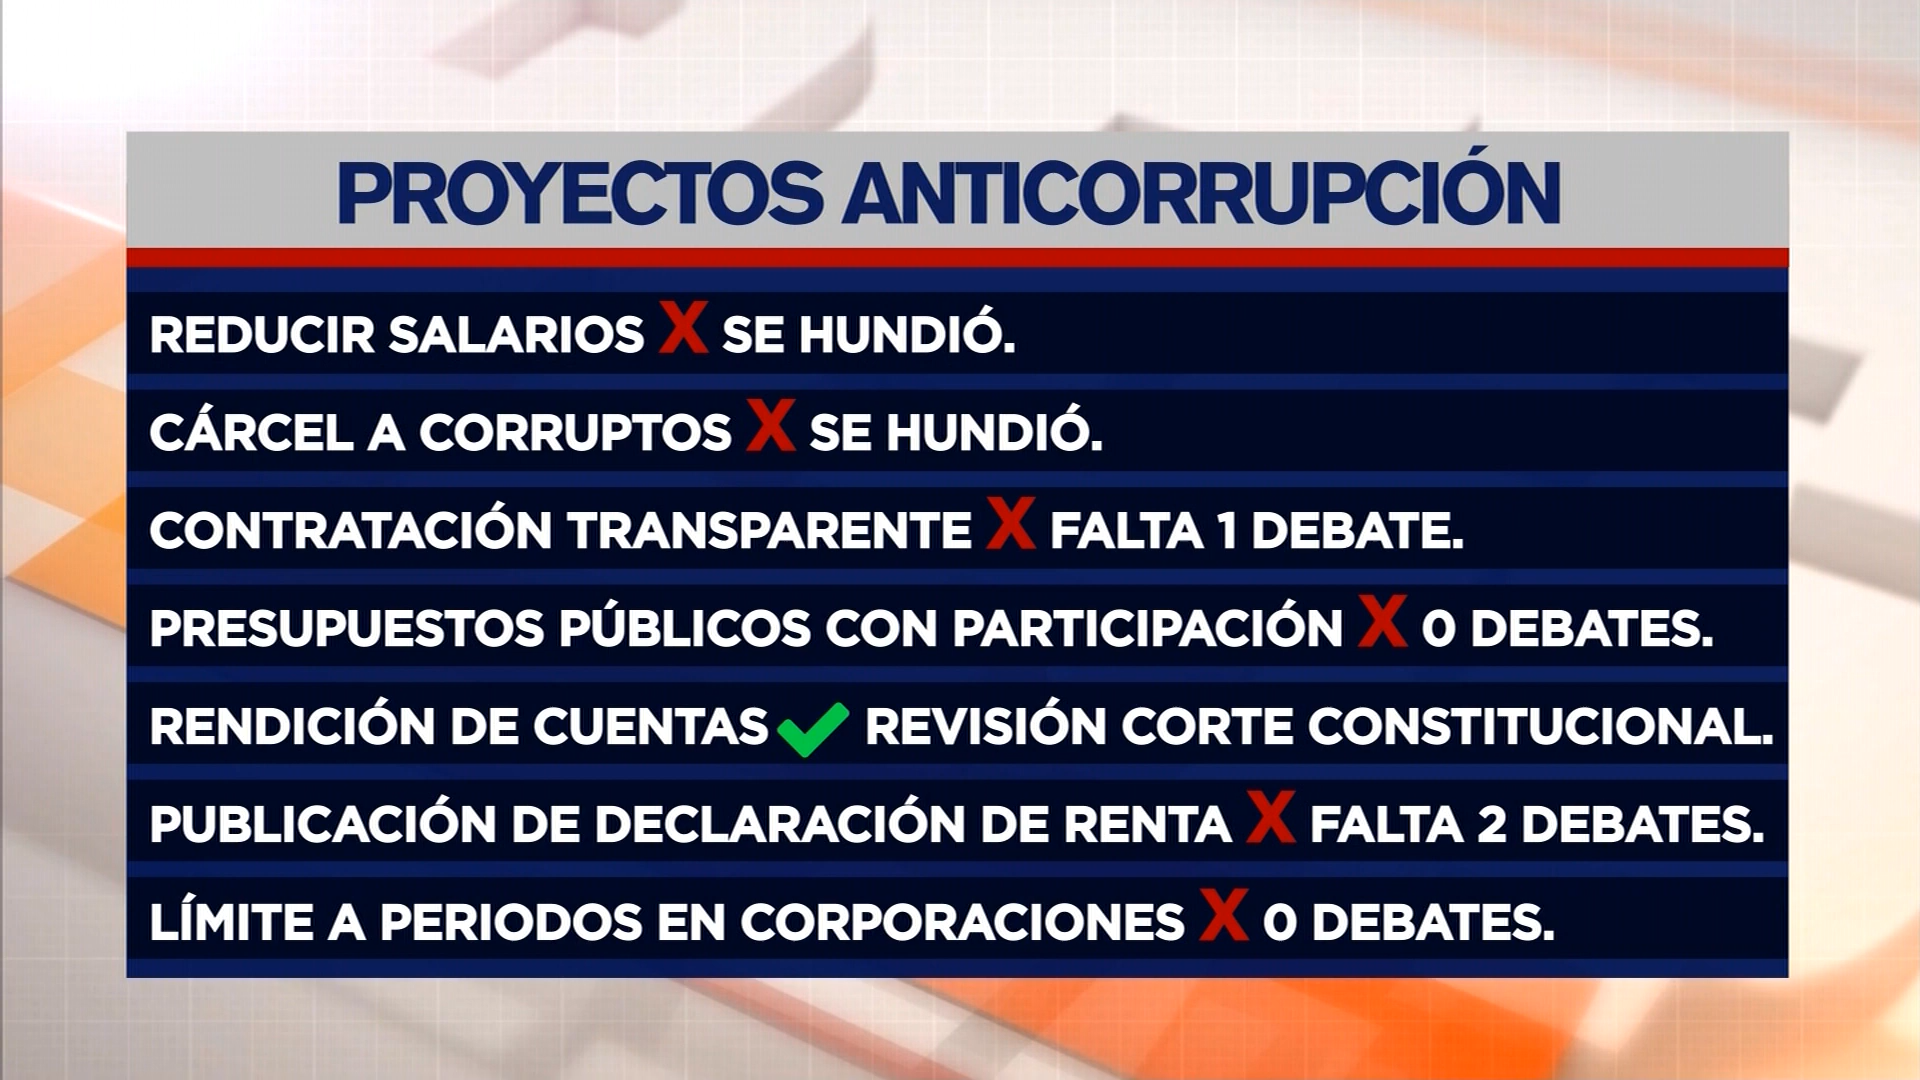 PROYECTOS ANTICORRUPCIÓN
REDUCIR SALARIOS X SE HUNDIÓ.
CÁRCEL A CORRUPTOS X SE HUNDIÓ.
CONTRATACIÓN TRANSPARENTE X FALTA 1 DEBATE.
PRESUPUESTOS PÚBLICOS CON PARTICIPACIÓN X 0 DEBATES.
RENDICIÓN DE CUENTAS ✓ REVISIÓN CORTE CONSTITUCIONAL.
PUBLICACIÓN DE DECLARACIÓN DE RENTA X FALTA 2 DEBATES.
LÍMITE A PERIODOS EN CORPORACIONES X 0 DEBATES.